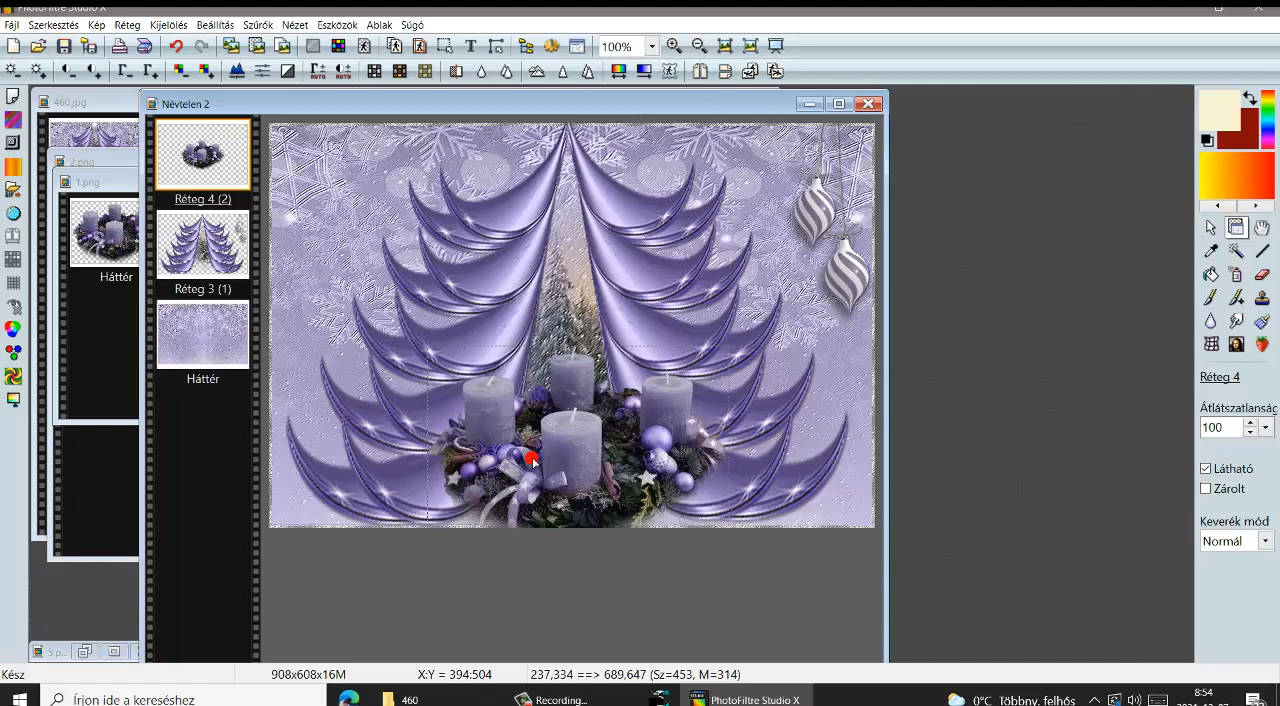 PhotoFiltre Studio X
Fájl Szerkesztés Kép Réteg Kijelölés Beállítás Szűrők Nézet Eszközök Ablak Súgó
100%
460.jpg
Névtelen 2
2.png
1.png
Háttér
Réteg 4 (2)
Réteg 3 (1)
Háttér
Réteg 4
Átlátszatlanság
100
Látható
Zárolt
Keverék mód
Normál
5.p...
Kész
908x608x16M
X:Y = 394:504
237,334 ==> 689,647 (Sz=453, M=314)
Írjon ide a kereséshez
460
Recording...
PhotoFiltre Studio X
0°C Többny. felhős
8:54